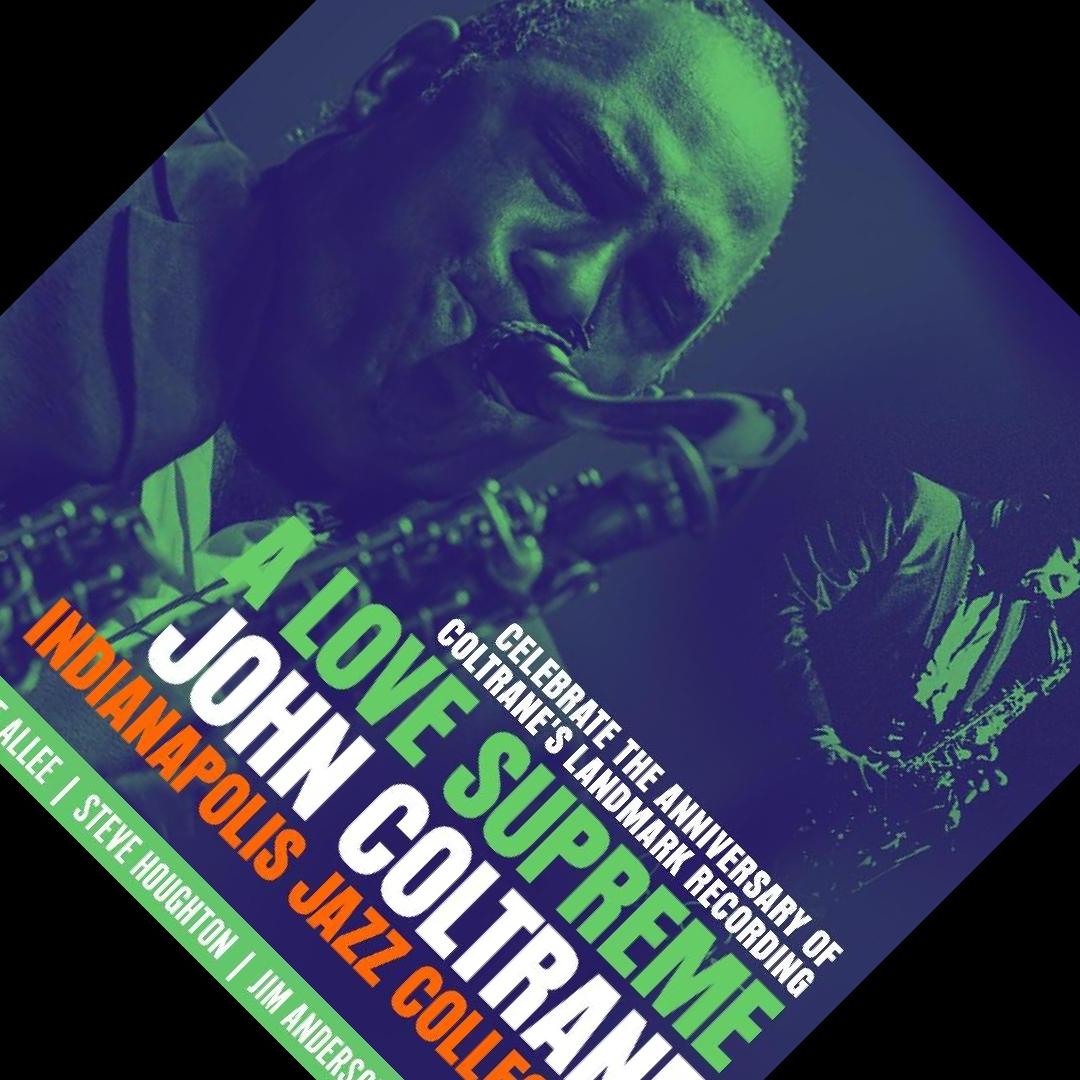 CELEBRATE THE ANNIVERSARY OF
COLTRANE'S LANDMARK RECORDING
A LOVE SUPREME
JOHN COLTRANE
INDIANAPOLIS JAZZ
ALLEE | STEVE HOUGHTON | JIM